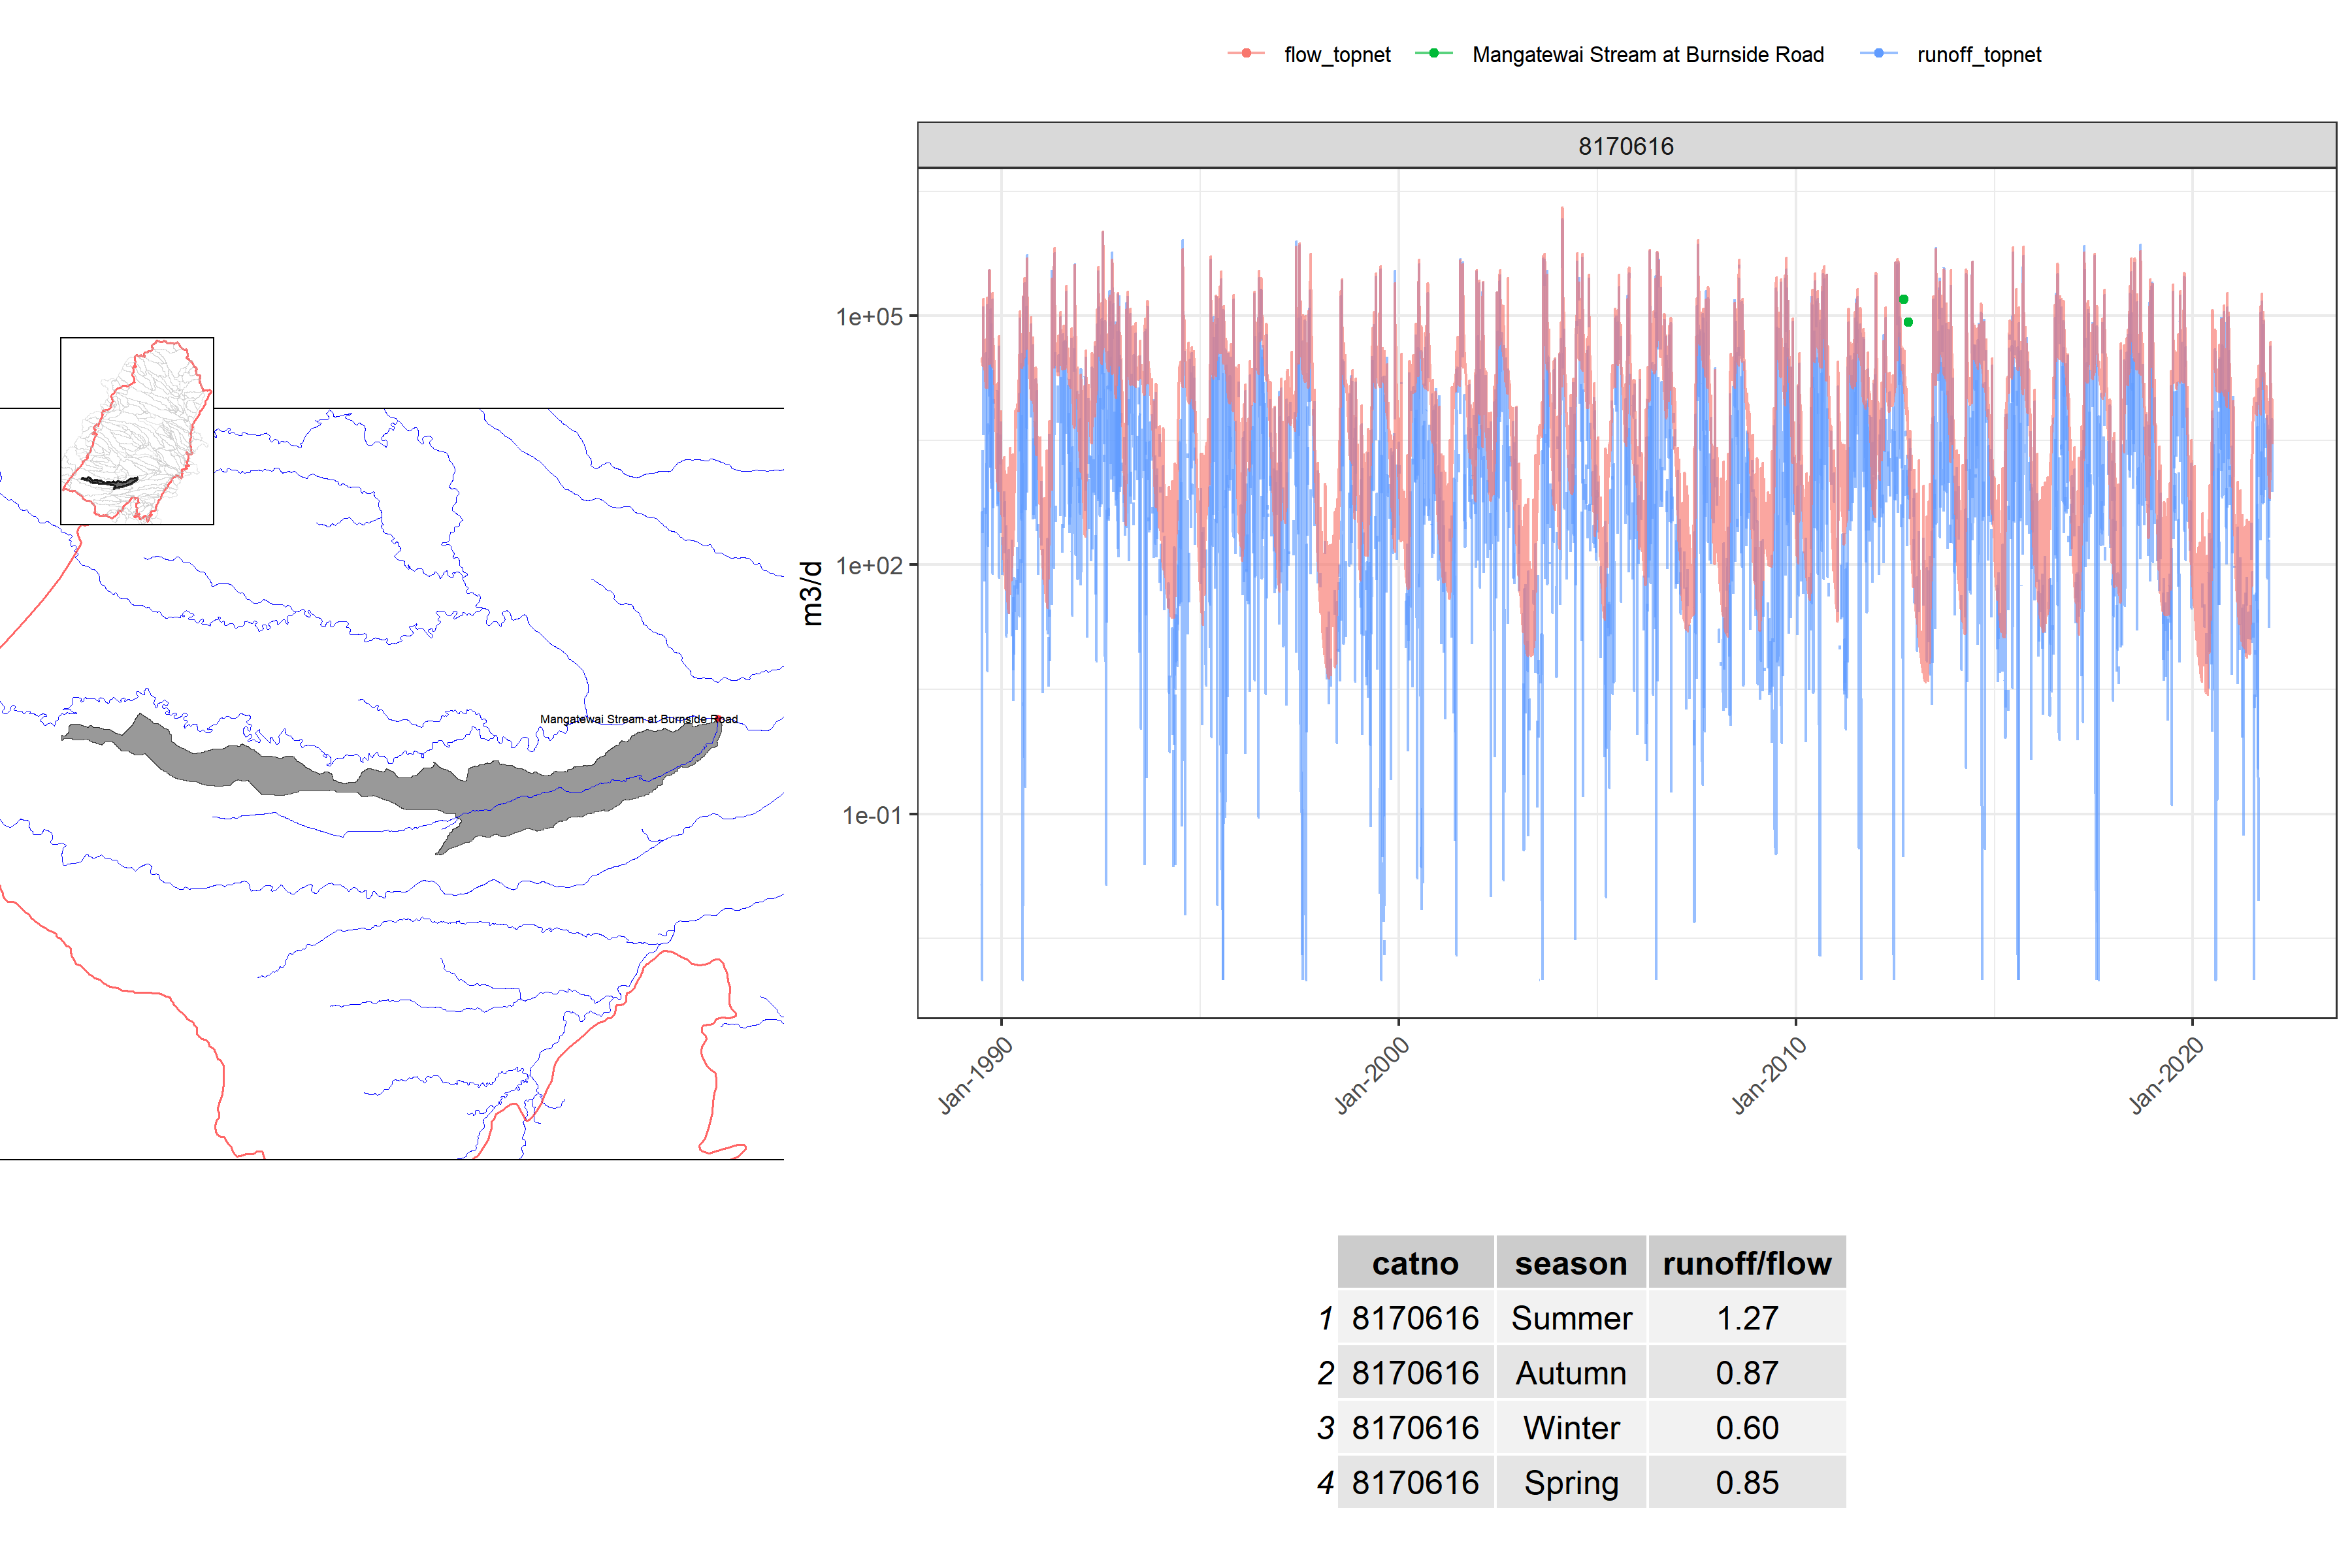 flow_topnet Mangatewai Stream at Burnside Road runoff_topnet
8170616
1e+05
1e+02
1e-01
m3/d
Jan-1990 Jan-2000 Jan-2010 Jan-2020
Mangatewai Stream at Burnside Road
catno season runoff/flow
1 8170616 Summer 1.27
2 8170616 Autumn 0.87
3 8170616 Winter 0.60
4 8170616 Spring 0.85